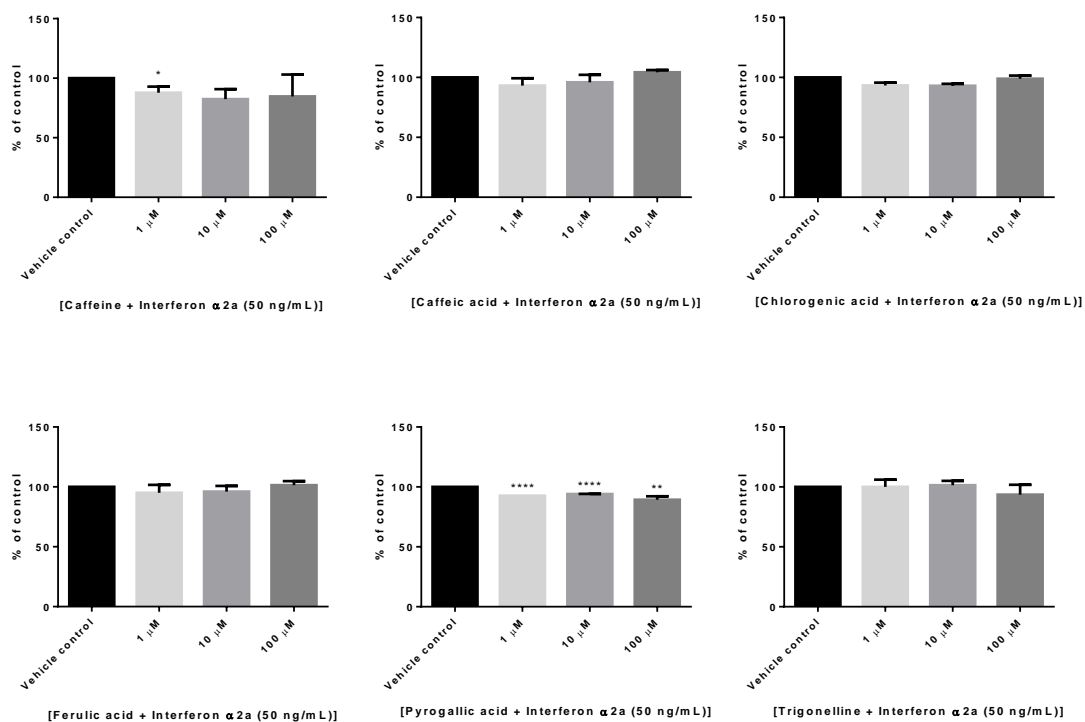 150
100
50
0
% of control
*
Vehicle control
1 μM
10 μM
100 μM
[Caffeine + Interferon α2a (50 ng/mL)]
150
100
50
0
% of control
Vehicle control
1 μM
10 μM
100 μM
[Caffeic acid + Interferon α2a (50 ng/mL)]
150
100
50
0
% of control
Vehicle control
1 μM
10 μM
100 μM
[Chlorogenic acid + Interferon α2a (50 ng/mL)]
150
100
50
0
% of control
Vehicle control
1 μM
10 μM
100 μM
[Ferulic acid + Interferon α2a (50 ng/mL)]
150
100
50
0
% of control
**** **** **
Vehicle control
1 μM
10 μM
100 μM
[Pyrogallic acid + Interferon α2a (50 ng/mL)]
150
100
50
0
% of control
Vehicle control
1 μM
10 μM
100 μM
[Trigonelline + Interferon α2a (50 ng/mL)]